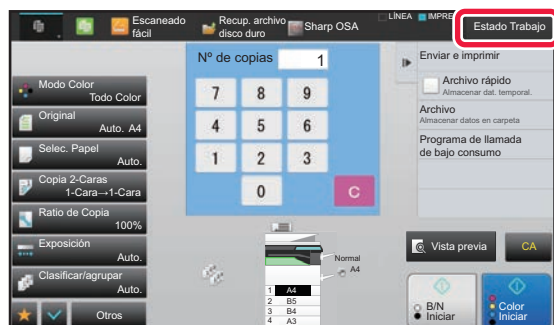 Escaneado fácil
Recup. archivo disco duro
Sharp OSA
LÍNEA
IMPRE
Estado Trabajo
Modo Color
Todo Color
Original
Auto. A4
Selec. Papel
Auto.
Copia 2-Caras
1-Cara→1-Cara
Ratio de Copia
100%
Exposición
Auto.
Clasificar/agrupar
Auto.
Otros
Nº de copias 1
7 8 9
4 5 6
1 2 3
0 C
Normal
A4
1 A4
2 B5
3 B4
4 A3
Enviar e imprimir
Archivo rápido
Almacenar dat. temporal.
Archivo
Almacenar datos en carpeta
Programa de llamada
de bajo consumo
Vista previa
CA
B/N
Iniciar
Color
Iniciar